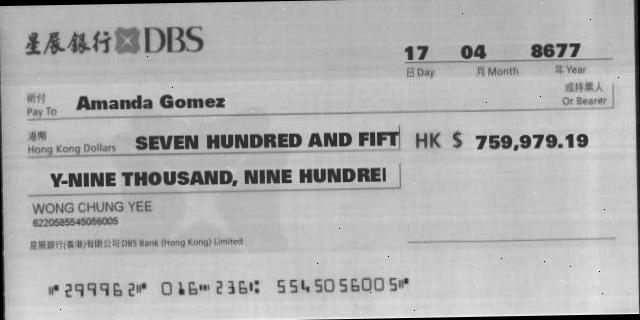 星展銀行 DBS
17 04 8677
日 Day 月 Month 年 Year
祈付
Pay To Amanda Gomez
或持票人
Or Bearer
港幣
Hong Kong Dollars SEVEN HUNDRED AND FIFT HK $ 759,979.19
Y-NINE THOUSAND, NINE HUNDREI
WONG CHUNG YEE
6220585545056005
星展銀行(香港)有限公司 DBS Bank (Hong Kong) Limited
⑈299962⑈ 016⑉236⑆ 5545056005⑈